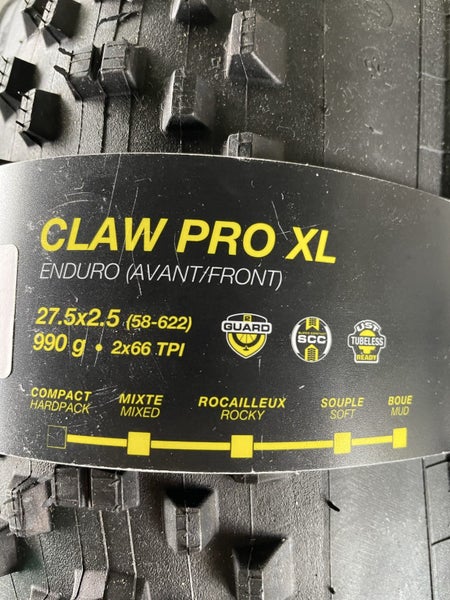 CLAW PRO XL
ENDURO (AVANT/FRONT)
27.5x2.5 (58-622)
990 g • 2x66 TPI
GUARD
SCC
UST
TUBELESS
READY
COMPACT MIXTE ROCAILLEUX SOUPLE BOUE
HARDPACK MIXED ROCKY SOFT MUD